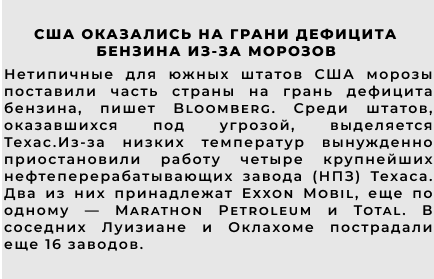 США ОКАЗАЛИСЬ НА ГРАНИ ДЕФИЦИТА
БЕНЗИНА ИЗ-ЗА МОРОЗОВ
Нетипичные для южных штатов США морозы
поставили часть страны на грань дефицита
бензина, пишет BLOOMBERG. Среди штатов,
оказавшихся под угрозой, выделяется
Техас.Из-за низких температур вынужденно
приостановили работу четыре крупнейших
нефтеперерабатывающих завода (НПЗ) Техаса.
Два из них принадлежат EXXON MOBIL, еще по
одному — MARATHON PETROLEUM и TOTAL. В
соседних Луизиане и Оклахоме пострадали
еще 16 заводов.